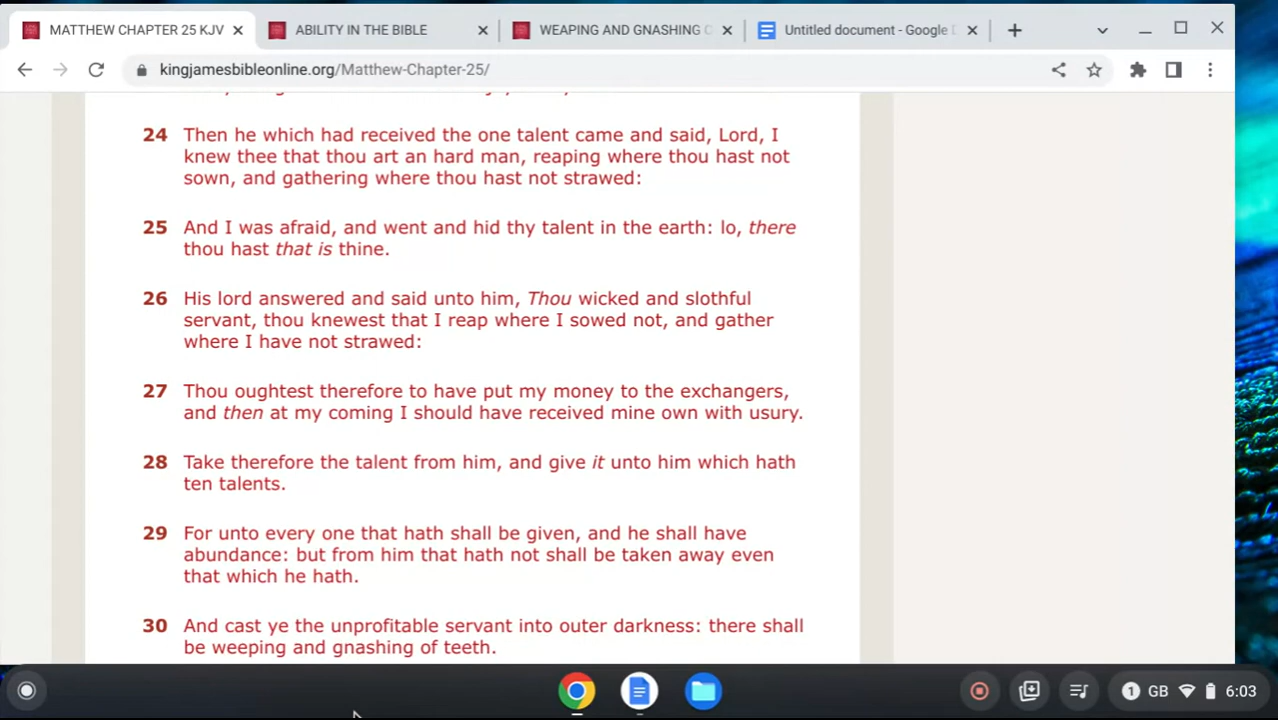 MATTHEW CHAPTER 25 KJV
ABILITY IN THE BIBLE
WEAPING AND GNASHING
Untitled document - Google
kingjamesbibleonline.org/Matthew-Chapter-25/
24 Then he which had received the one talent came and said, Lord, I
knew thee that thou art an hard man, reaping where thou hast not
sown, and gathering where thou hast not strawed:
25 And I was afraid, and went and hid thy talent in the earth: lo, there
thou hast that is thine.
26 His lord answered and said unto him, Thou wicked and slothful
servant, thou knewest that I reap where I sowed not, and gather
where I have not strawed:
27 Thou oughtest therefore to have put my money to the exchangers,
and then at my coming I should have received mine own with usury.
28 Take therefore the talent from him, and give it unto him which hath
ten talents.
29 For unto every one that hath shall be given, and he shall have
abundance: but from him that hath not shall be taken away even
that which he hath.
30 And cast ye the unprofitable servant into outer darkness: there shall
be weeping and gnashing of teeth.
1 GB 6:03